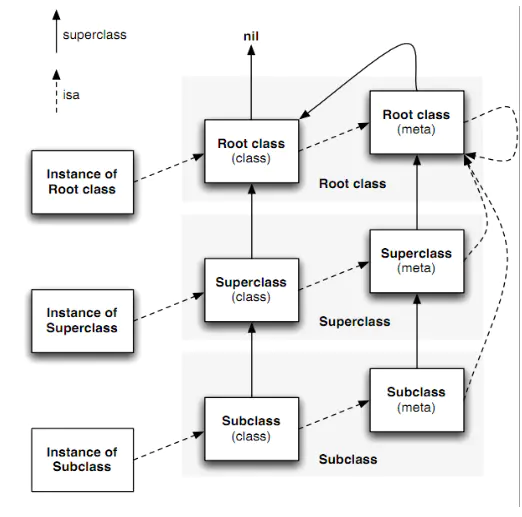 superclass
isa
nil
Root class
(class)
Root class
(meta)
Instance of
Root class
Root class
Superclass
(class)
Superclass
(meta)
Instance of
Superclass
Superclass
Subclass
(class)
Subclass
(meta)
Instance of
Subclass
Subclass